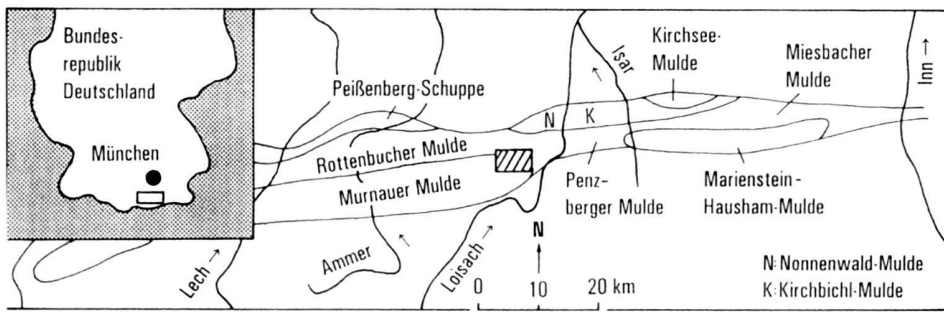 Bundes-
republik
Deutschland
München
Peißenberg-Schuppe
Rottenbucher Mulde
Murnauer Mulde
Ammer →
Lech →
Loisach →
Isar
→
N
K
Kirchsee-
Mulde
Miesbacher
Mulde
Inn →
Penz-
berger Mulde
Marienstein-
Hausham-Mulde
N
0 10 20 km
N: Nonnenwald-Mulde
K: Kirchbichl-Mulde